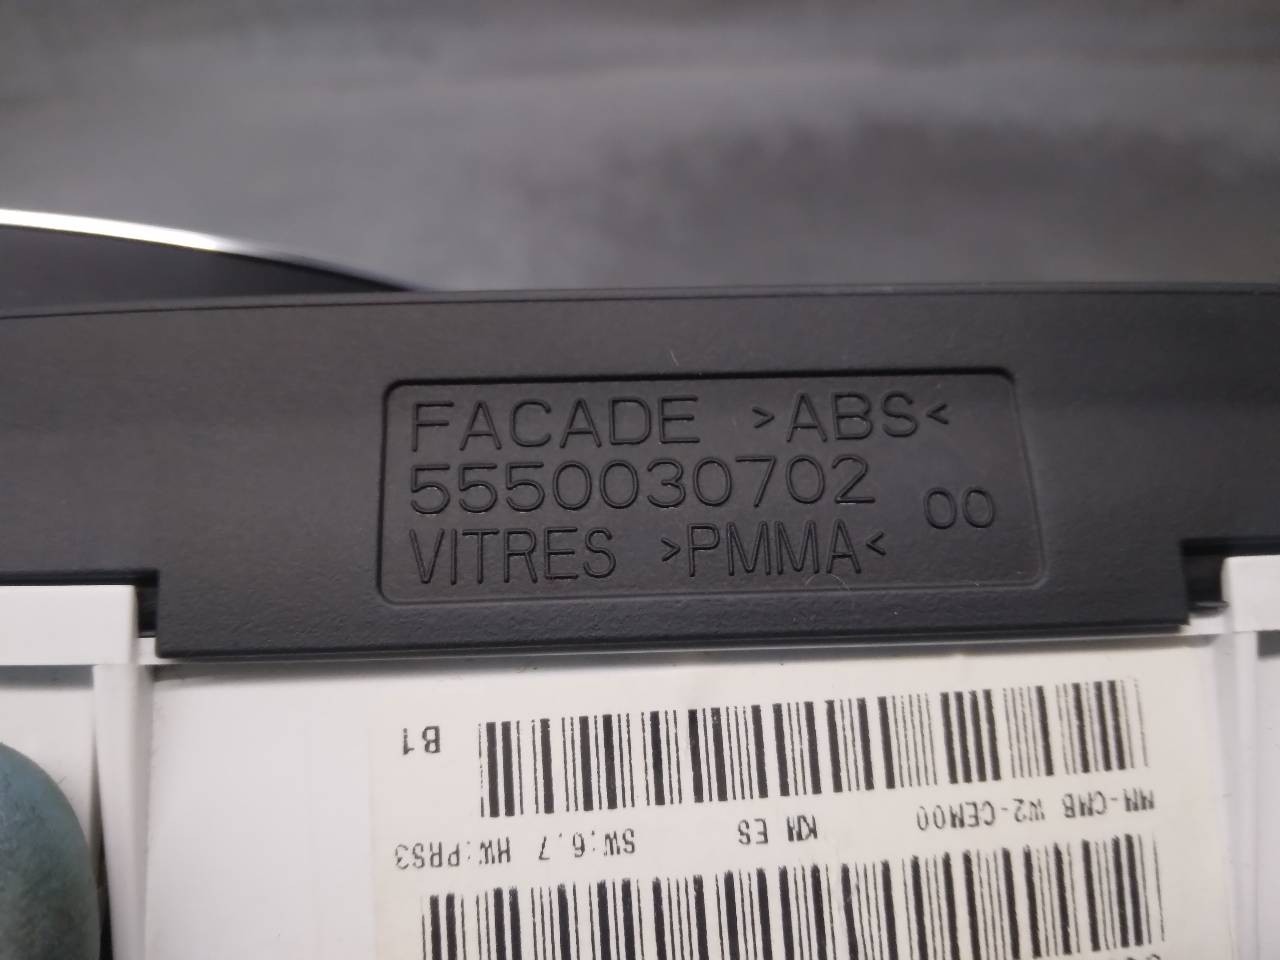 FACADE >ABS<
5550030702 00
VITRES >PMMA<
B1
MM-CMB W2-CEM00 KM ES
SW:6.7 HW:PRS3